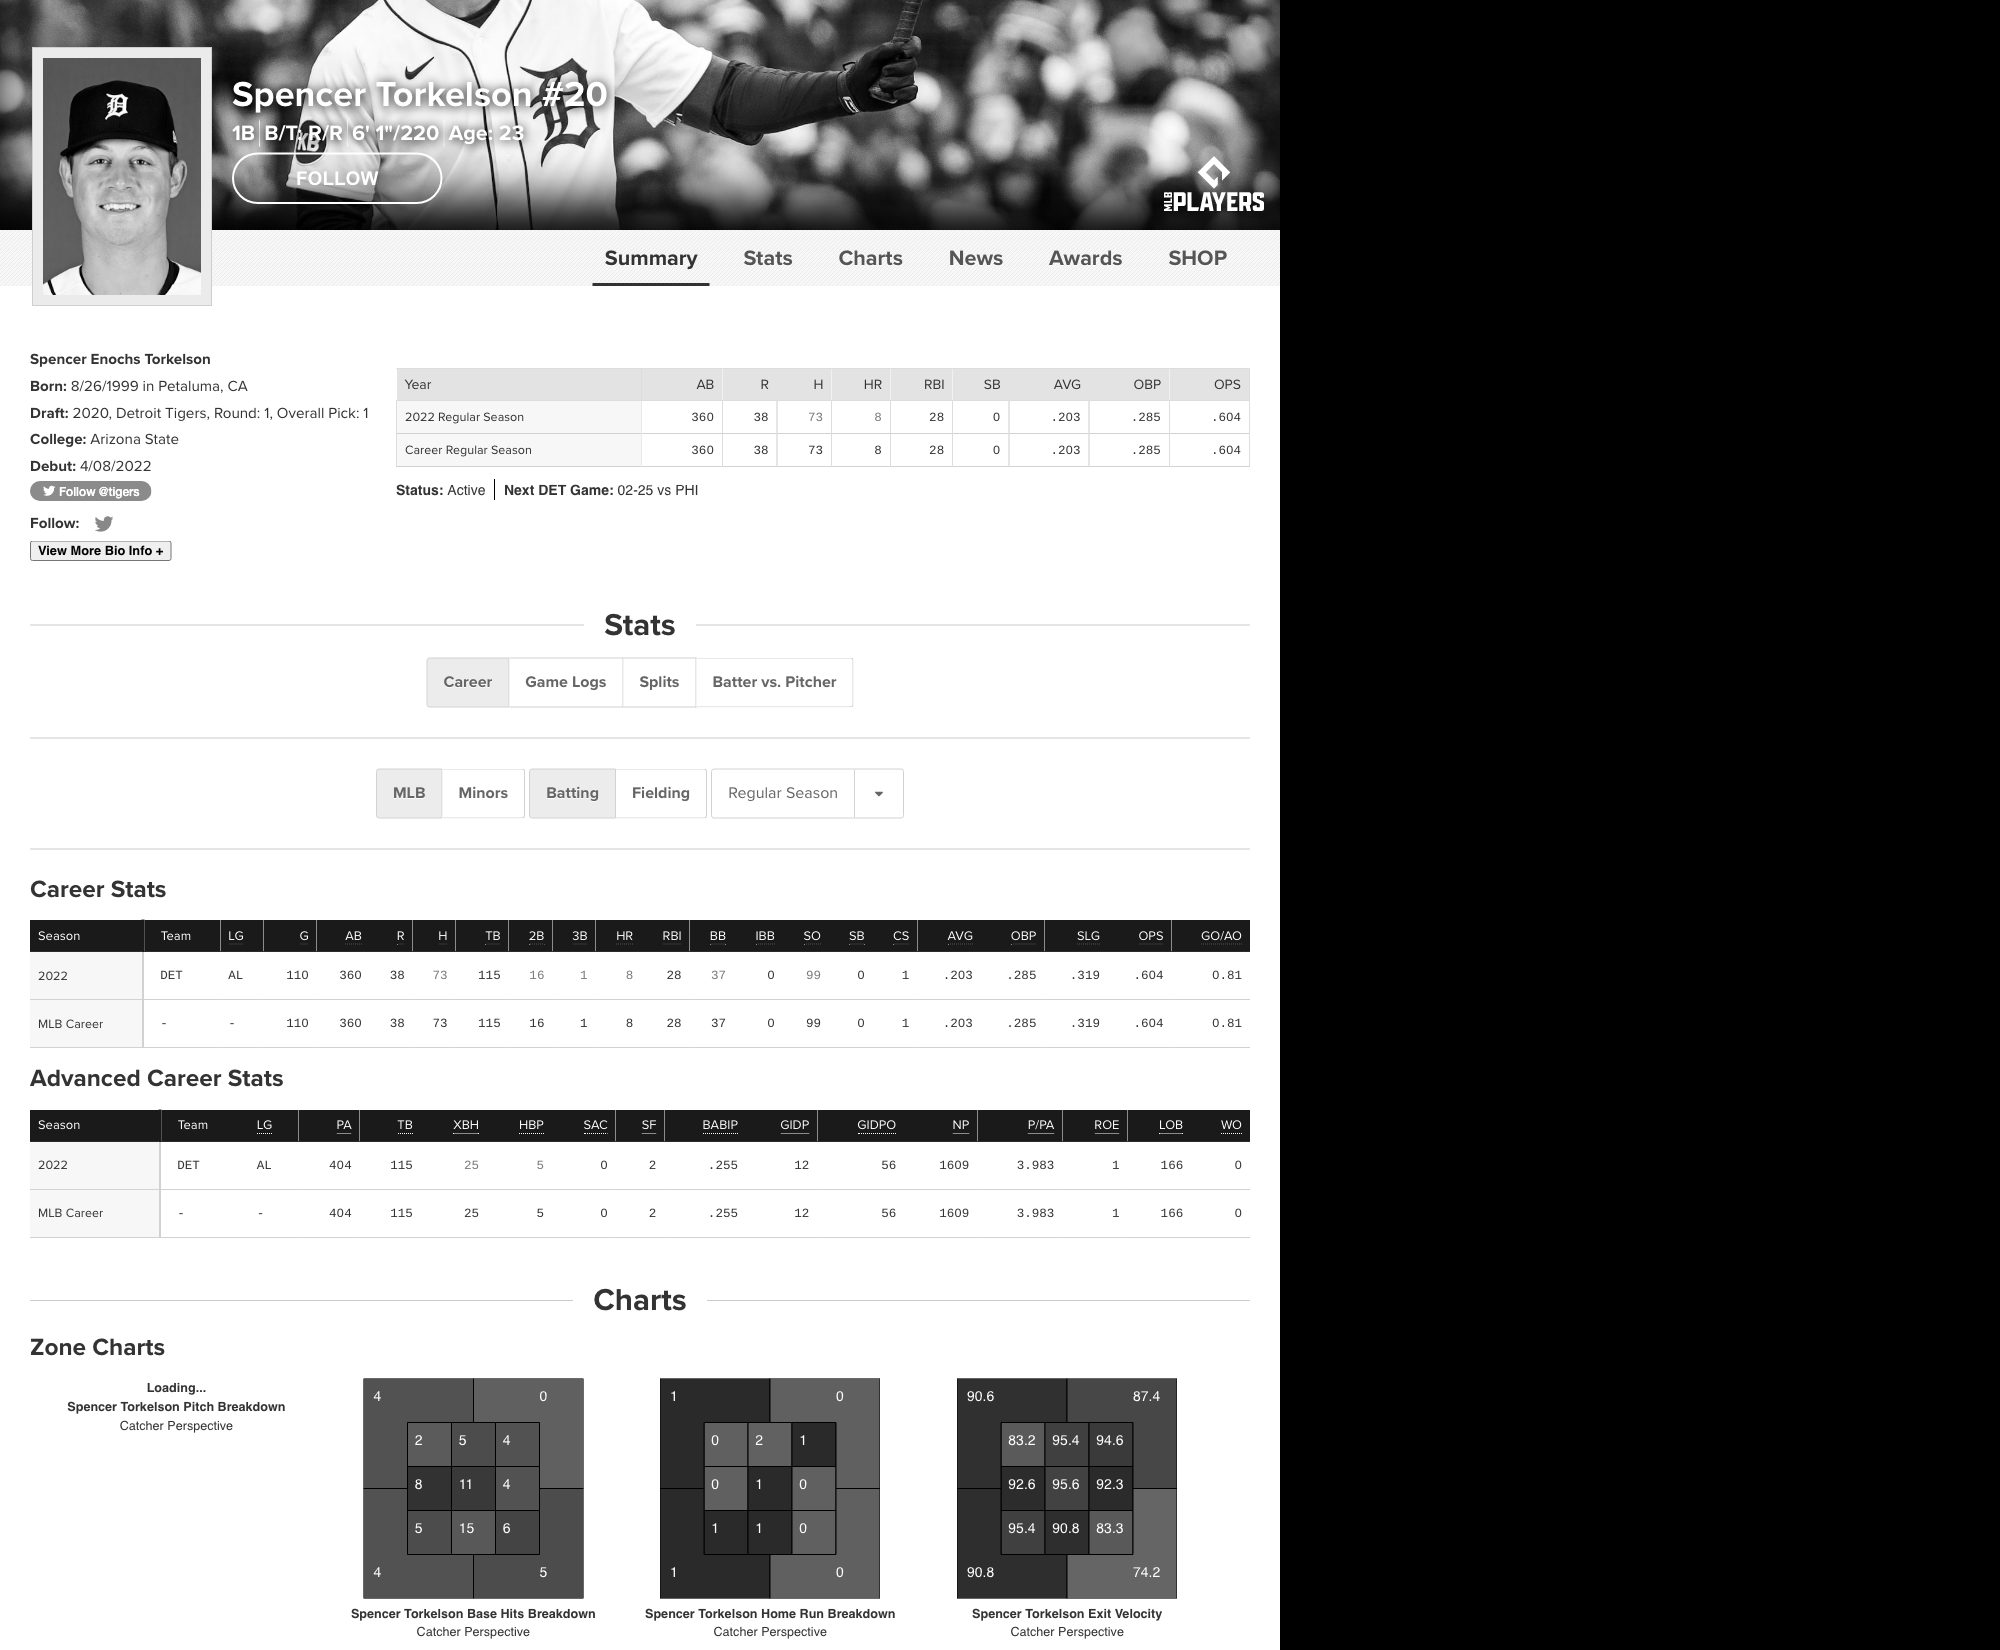 Spencer Torkelson #20
1B B/T: R/R 6' 1"/220 Age: 23
FOLLOW
MLB PLAYERS
Summary Stats Charts News Awards SHOP
Spencer Enochs Torkelson
Born: 8/26/1999 in Petaluma, CA
Draft: 2020, Detroit Tigers, Round: 1, Overall Pick: 1
College: Arizona State
Debut: 4/08/2022
Follow @tigers
Follow:
View More Bio Info +
Year AB R H HR RBI SB AVG OBP OPS
2022 Regular Season 360 38 73 8 28 0 .203 .285 .604
Career Regular Season 360 38 73 8 28 0 .203 .285 .604
Status: Active Next DET Game: 02-25 vs PHI
Stats
Career Game Logs Splits Batter vs. Pitcher
MLB Minors Batting Fielding Regular Season
Career Stats
Season Team LG G AB R H TB 2B 3B HR RBI BB IBB SO SB CS AVG OBP SLG OPS GO/AO
2022 DET AL 110 360 38 73 115 16 1 8 28 37 0 99 0 1 .203 .285 .319 .604 0.81
MLB Career - - 110 360 38 73 115 16 1 8 28 37 0 99 0 1 .203 .285 .319 .604 0.81
Advanced Career Stats
Season Team LG PA TB XBH HBP SAC SF BABIP GIDP GIDPO NP P/PA ROE LOB WO
2022 DET AL 404 115 25 5 0 2 .255 12 56 1609 3.983 1 166 0
MLB Career - - 404 115 25 5 0 2 .255 12 56 1609 3.983 1 166 0
Charts
Zone Charts
Loading...
Spencer Torkelson Pitch Breakdown
Catcher Perspective
4 0
2 5 4
8 11 4
5 15 6
4 5
Spencer Torkelson Base Hits Breakdown
Catcher Perspective
1 0
0 2 1
0 1 0
1 1 0
1 0
Spencer Torkelson Home Run Breakdown
Catcher Perspective
90.6 87.4
83.2 95.4 94.6
92.6 95.6 92.3
95.4 90.8 83.3
90.8 74.2
Spencer Torkelson Exit Velocity
Catcher Perspective